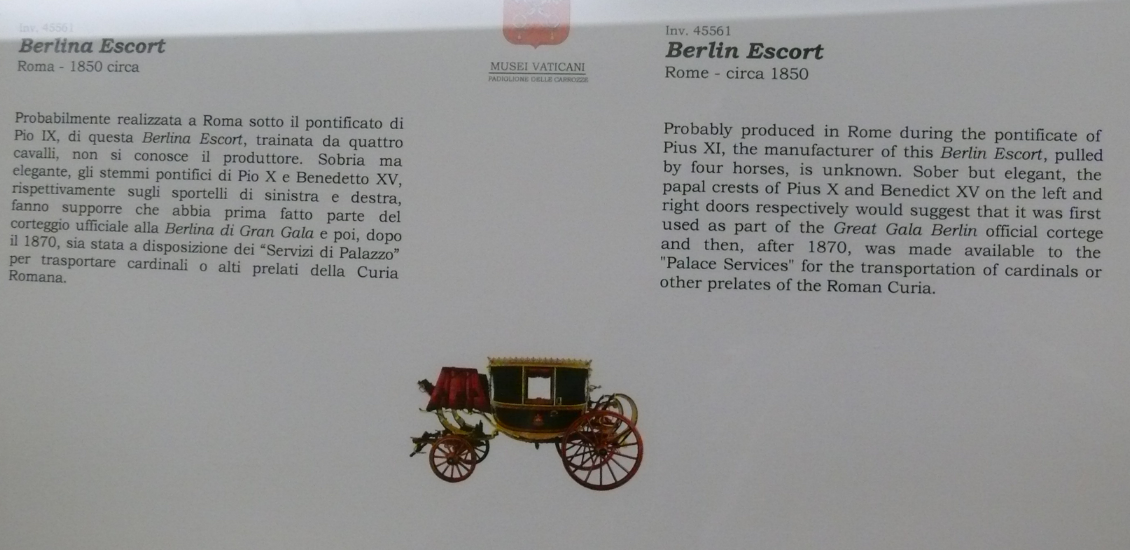 Inv. 45561
Berlina Escort
Roma - 1850 circa
Probabilmente realizzata a Roma sotto il pontificato di
Pio IX, di questa Berlina Escort, trainata da quattro
cavalli, non si conosce il produttore. Sobria ma
elegante, gli stemmi pontifici di Pio X e Benedetto XV,
rispettivamente sugli sportelli di sinistra e destra,
fanno supporre che abbia prima fatto parte del
corteggio ufficiale alla Berlina di Gran Gala e poi, dopo
il 1870, sia stata a disposizione dei “Servizi di Palazzo”
per trasportare cardinali o alti prelati della Curia
Romana.
MUSEI VATICANI
PADIGLIONE DELLE CARROZZE
Inv. 45561
Berlin Escort
Rome - circa 1850
Probably produced in Rome during the pontificate of
Pius XI, the manufacturer of this Berlin Escort, pulled
by four horses, is unknown. Sober but elegant, the
papal crests of Pius X and Benedict XV on the left and
right doors respectively would suggest that it was first
used as part of the Great Gala Berlin official cortege
and then, after 1870, was made available to the
"Palace Services" for the transportation of cardinals or
other prelates of the Roman Curia.